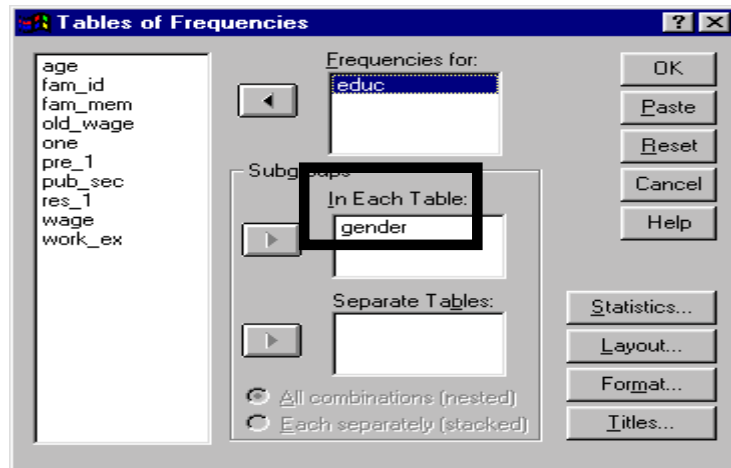 Tables of Frequencies
age
fam_id
fam_mem
old_wage
one
pre_1
pub_sec
res_1
wage
work_ex
Frequencies for:
educ
Subgroups
In Each Table:
gender
Separate Tables:
All combinations (nested)
Each separately (stacked)
OK
Paste
Reset
Cancel
Help
Statistics...
Layout...
Format...
Titles...